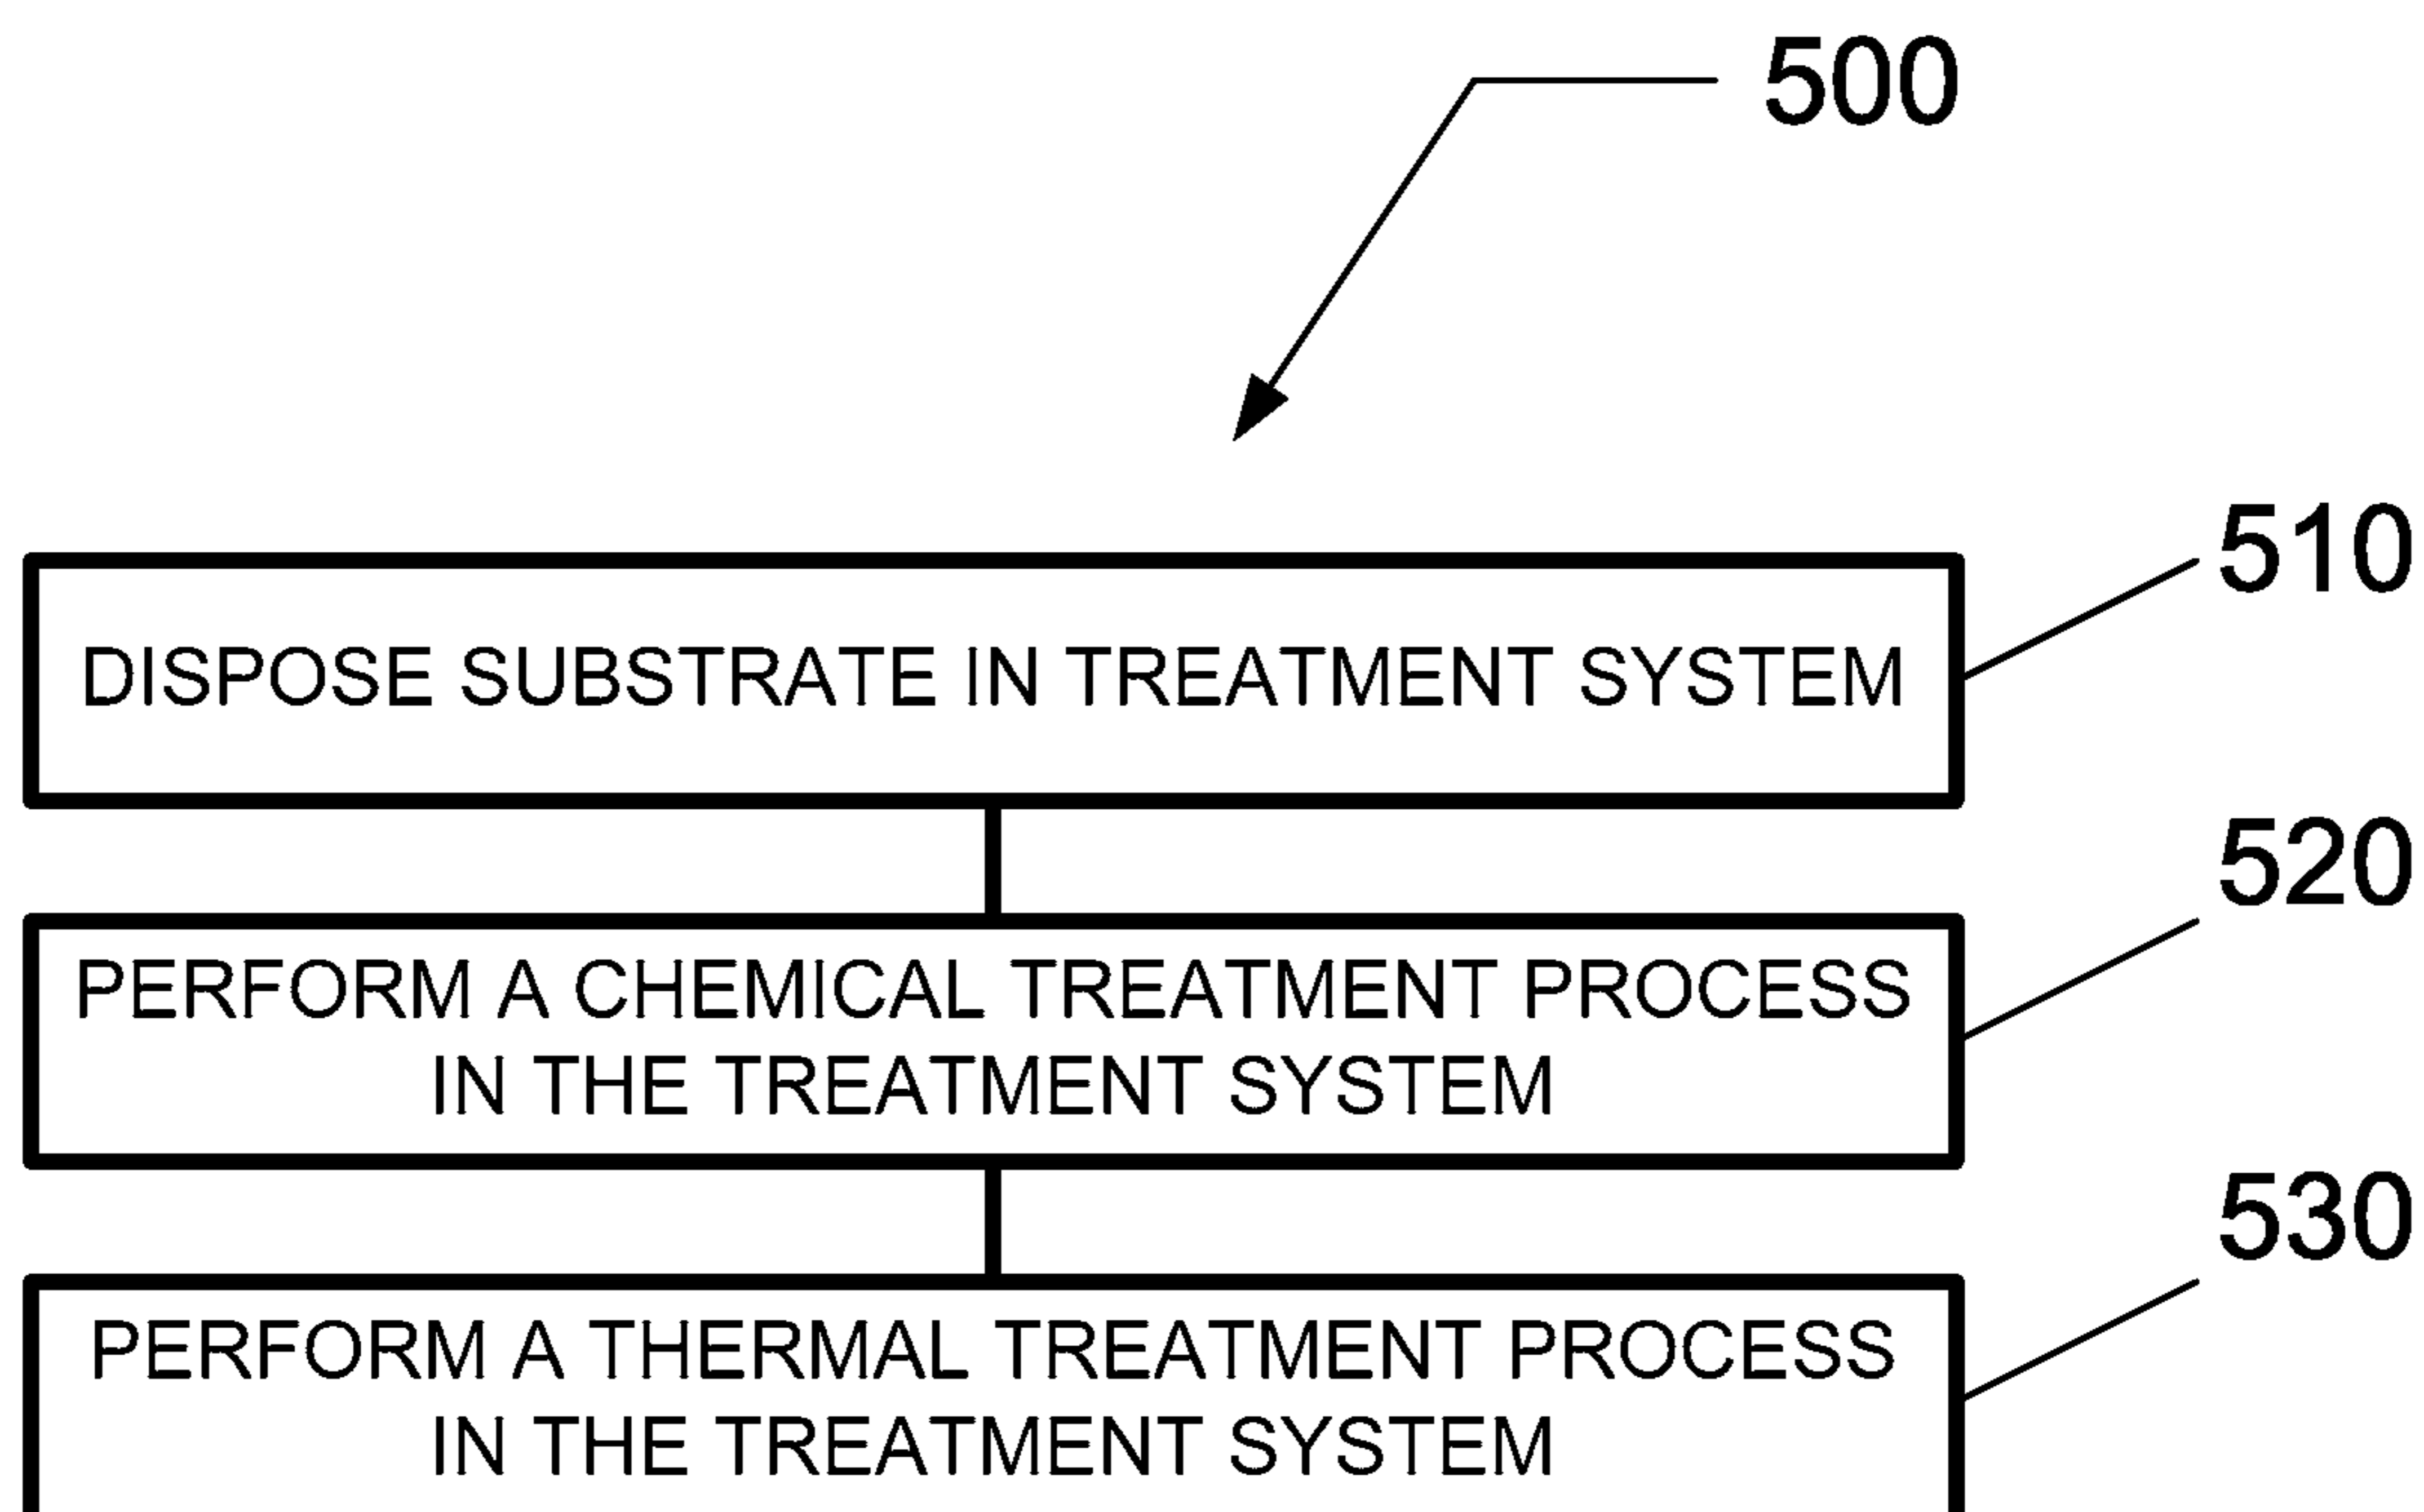 500
510
DISPOSE SUBSTRATE IN TREATMENT SYSTEM
520
PERFORM A CHEMICAL TREATMENT PROCESS
IN THE TREATMENT SYSTEM
530
PERFORM A THERMAL TREATMENT PROCESS
IN THE TREATMENT SYSTEM